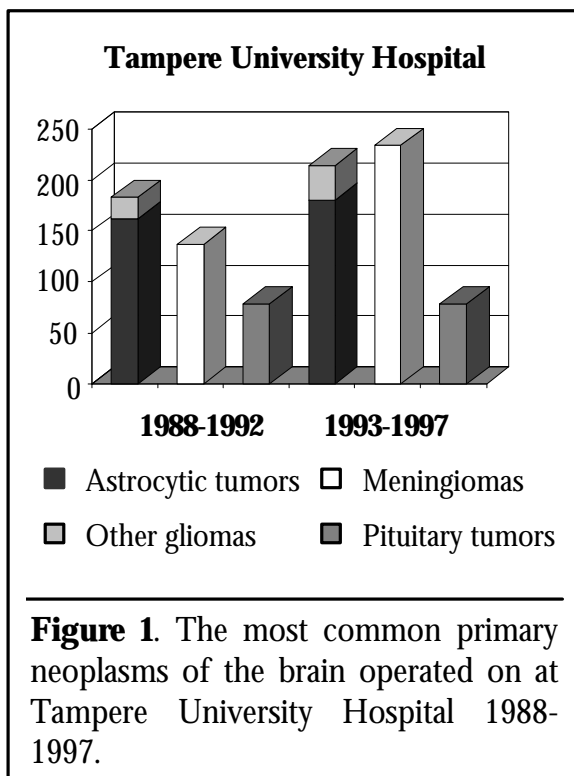 Tampere University Hospital
250
200
150
100
50
0
1988-1992 1993-1997
Astrocytic tumors Meningiomas
Other gliomas Pituitary tumors
Figure 1. The most common primary
neoplasms of the brain operated on at
Tampere University Hospital 1988-
1997.